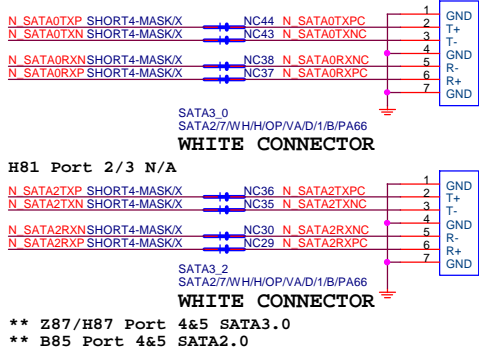 1 GND
N_SATA0TXP SHORT4-MASK/X NC44 N_SATA0TXPC 2 T+
N_SATA0TXN SHORT4-MASK/X NC43 N_SATA0TXNC 3 T-
4 GND
N_SATA0RXN SHORT4-MASK/X NC38 N_SATA0RXNC 5 R-
N_SATA0RXP SHORT4-MASK/X NC37 N_SATA0RXPC 6 R+
7 GND
SATA3_0
SATA2/7/WH/H/OP/VA/D/1/B/PA66
WHITE CONNECTOR
H81 Port 2/3 N/A
1 GND
N_SATA2TXP SHORT4-MASK/X NC36 N_SATA2TXPC 2 T+
N_SATA2TXN SHORT4-MASK/X NC35 N_SATA2TXNC 3 T-
4 GND
N_SATA2RXN SHORT4-MASK/X NC30 N_SATA2RXNC 5 R-
N_SATA2RXP SHORT4-MASK/X NC29 N_SATA2RXPC 6 R+
7 GND
SATA3_2
SATA2/7/WH/H/OP/VA/D/1/B/PA66
WHITE CONNECTOR
** Z87/H87 Port 4&5 SATA3.0
** B85 Port 4&5 SATA2.0